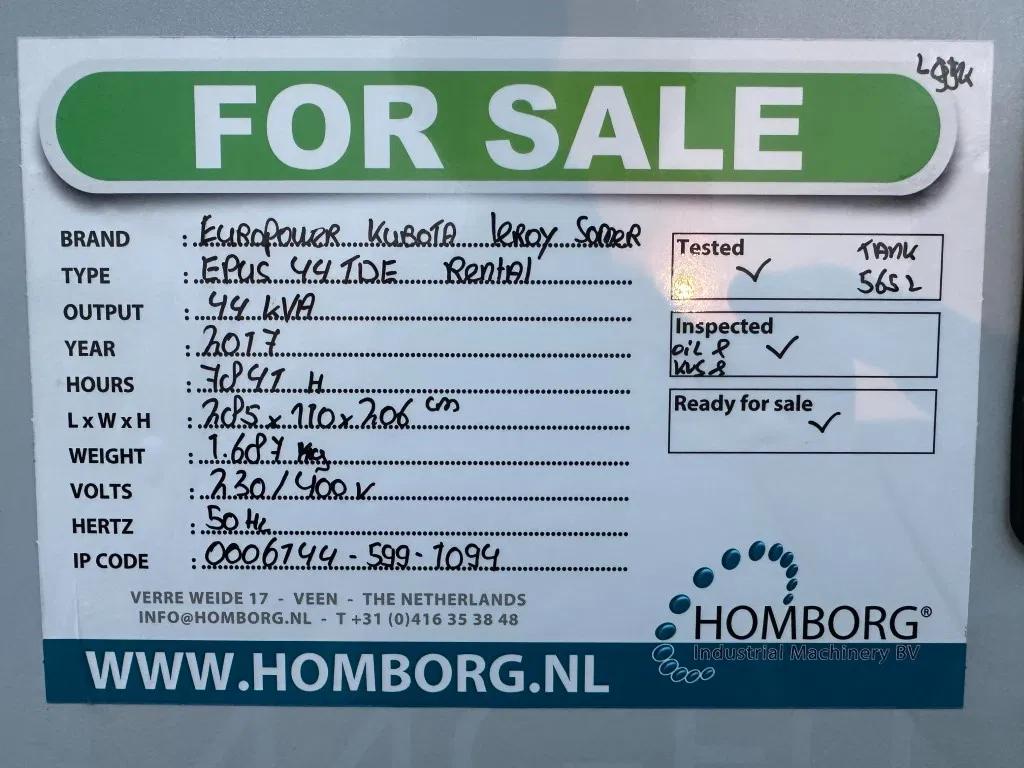 FOR SALE
BRAND : EUROPOWER KUBOTA LEROY SOMER
TYPE : EPUS 44 TDE RENTAL
OUTPUT : 44 kVA
YEAR : 2017
HOURS : 7841 H
L x W x H : 285 x 110 x 206 cm
WEIGHT : 1.687 Kg
VOLTS : 230/400 V
HERTZ : 50 Hz
IP CODE : 0006144-599-1094
Tested ✓ TANK
565 L
Inspected ✓
OIL &
Ready for sale ✓
VERRE WEIDE 17 - VEEN - THE NETHERLANDS
INFO@HOMBORG.NL - T +31 (0)416 35 38 48
WWW.HOMBORG.NL
HOMBORG®
Industrial Machinery BV